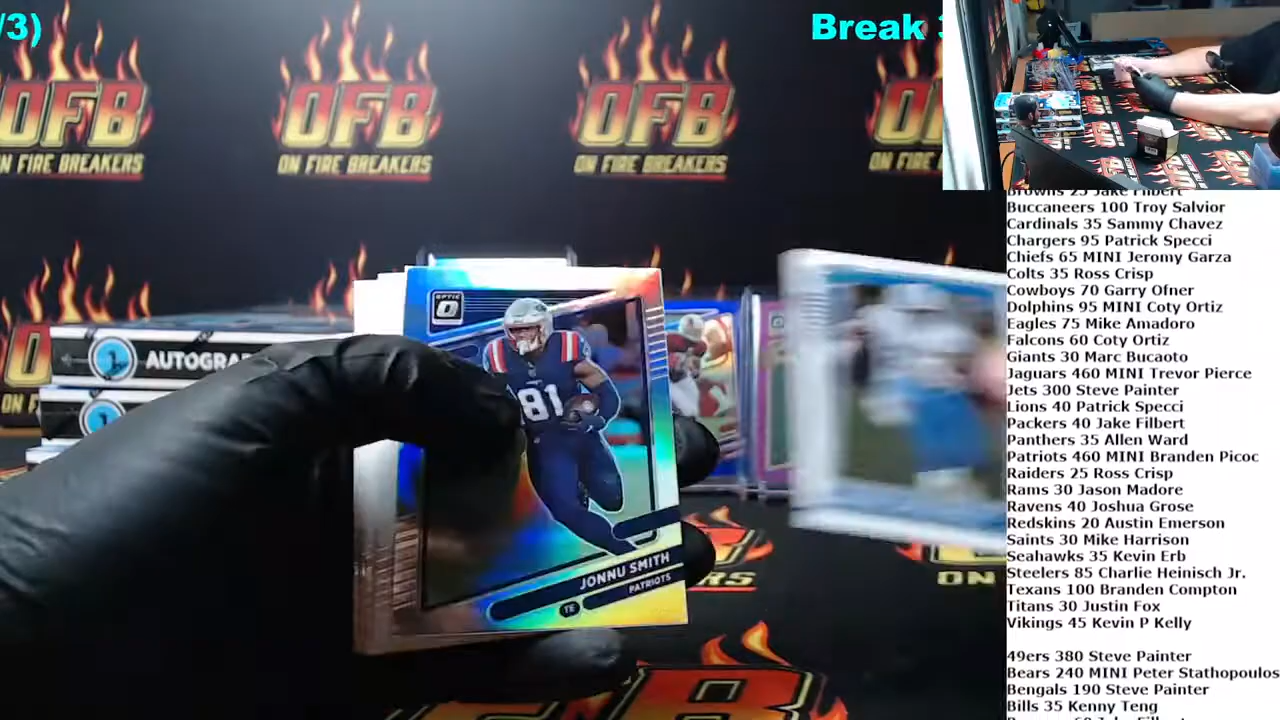 /3)
Break
OFB
ON FIRE BREAKERS
OFB
ON FIRE BREAKERS
OFB
ON FIRE BREAKERS
ON FIRE
AUTOGRA
OPTIC
81
JONNU SMITH
PATRIOTS
TE
ON
Browns 25 Jake Filbert
Buccaneers 100 Troy Salvior
Cardinals 35 Sammy Chavez
Chargers 95 Patrick Specci
Chiefs 65 MINI Jeromy Garza
Colts 35 Ross Crisp
Cowboys 70 Garry Ofner
Dolphins 95 MINI Coty Ortiz
Eagles 75 Mike Amadoro
Falcons 60 Coty Ortiz
Giants 30 Marc Bucaoto
Jaguars 460 MINI Trevor Pierce
Jets 300 Steve Painter
Lions 40 Patrick Specci
Packers 40 Jake Filbert
Panthers 35 Allen Ward
Patriots 460 MINI Branden Picoc
Raiders 25 Ross Crisp
Rams 30 Jason Madore
Ravens 40 Joshua Grose
Redskins 20 Austin Emerson
Saints 30 Mike Harrison
Seahawks 35 Kevin Erb
Steelers 85 Charlie Heinisch Jr.
Texans 100 Branden Compton
Titans 30 Justin Fox
Vikings 45 Kevin P Kelly
49ers 380 Steve Painter
Bears 240 MINI Peter Stathopoulos
Bengals 190 Steve Painter
Bills 35 Kenny Teng